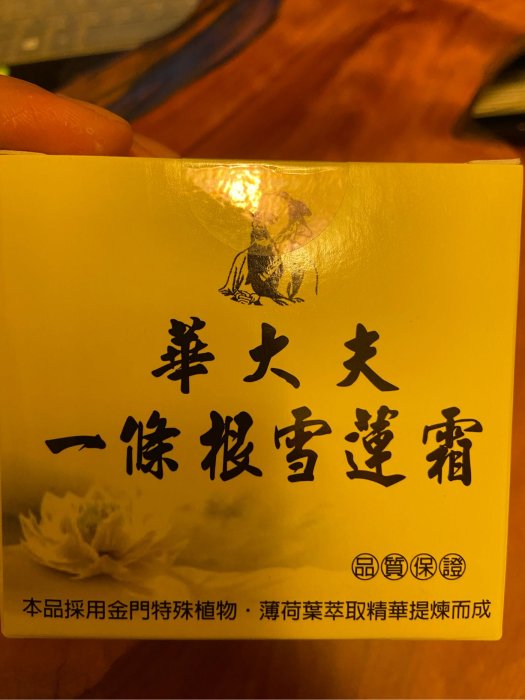 華大夫
一條根雪蓮霜
品質保證
本品採用金門特殊植物·薄荷葉萃取精華提煉而成